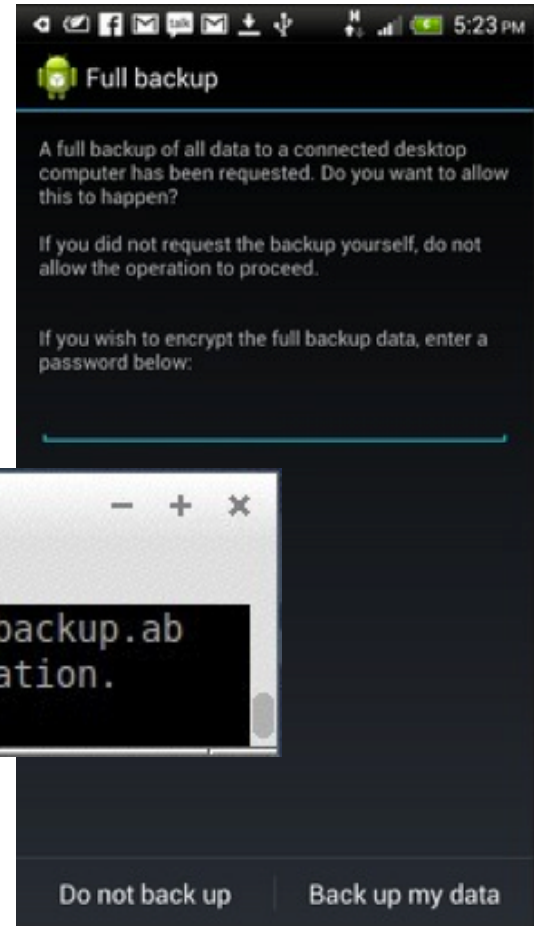 talk H 5:23 PM
Full backup
A full backup of all data to a connected desktop
computer has been requested. Do you want to allow
this to happen?
If you did not request the backup yourself, do not
allow the operation to proceed.
If you wish to encrypt the full backup data, enter a
password below:
backup.ab
ation.
Do not back up Back up my data